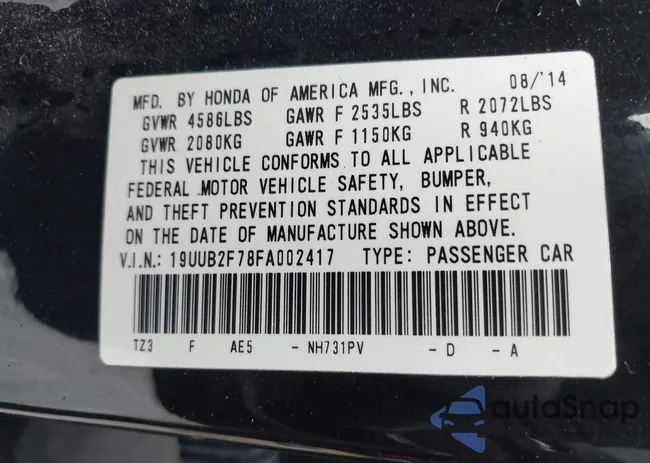 MFD. BY HONDA OF AMERICA MFG., INC. 08/'14
GVWR 4586LBS GAWR F 2535LBS R 2072LBS
GVWR 2080KG GAWR F 1150KG R 940KG
THIS VEHICLE CONFORMS TO ALL APPLICABLE
FEDERAL MOTOR VEHICLE SAFETY, BUMPER,
AND THEFT PREVENTION STANDARDS IN EFFECT
ON THE DATE OF MANUFACTURE SHOWN ABOVE.
V.I.N.: 19UUB2F78FA002417 TYPE: PASSENGER CAR
TZ3 F AE5 - NH731PV - D - A
autoSnap